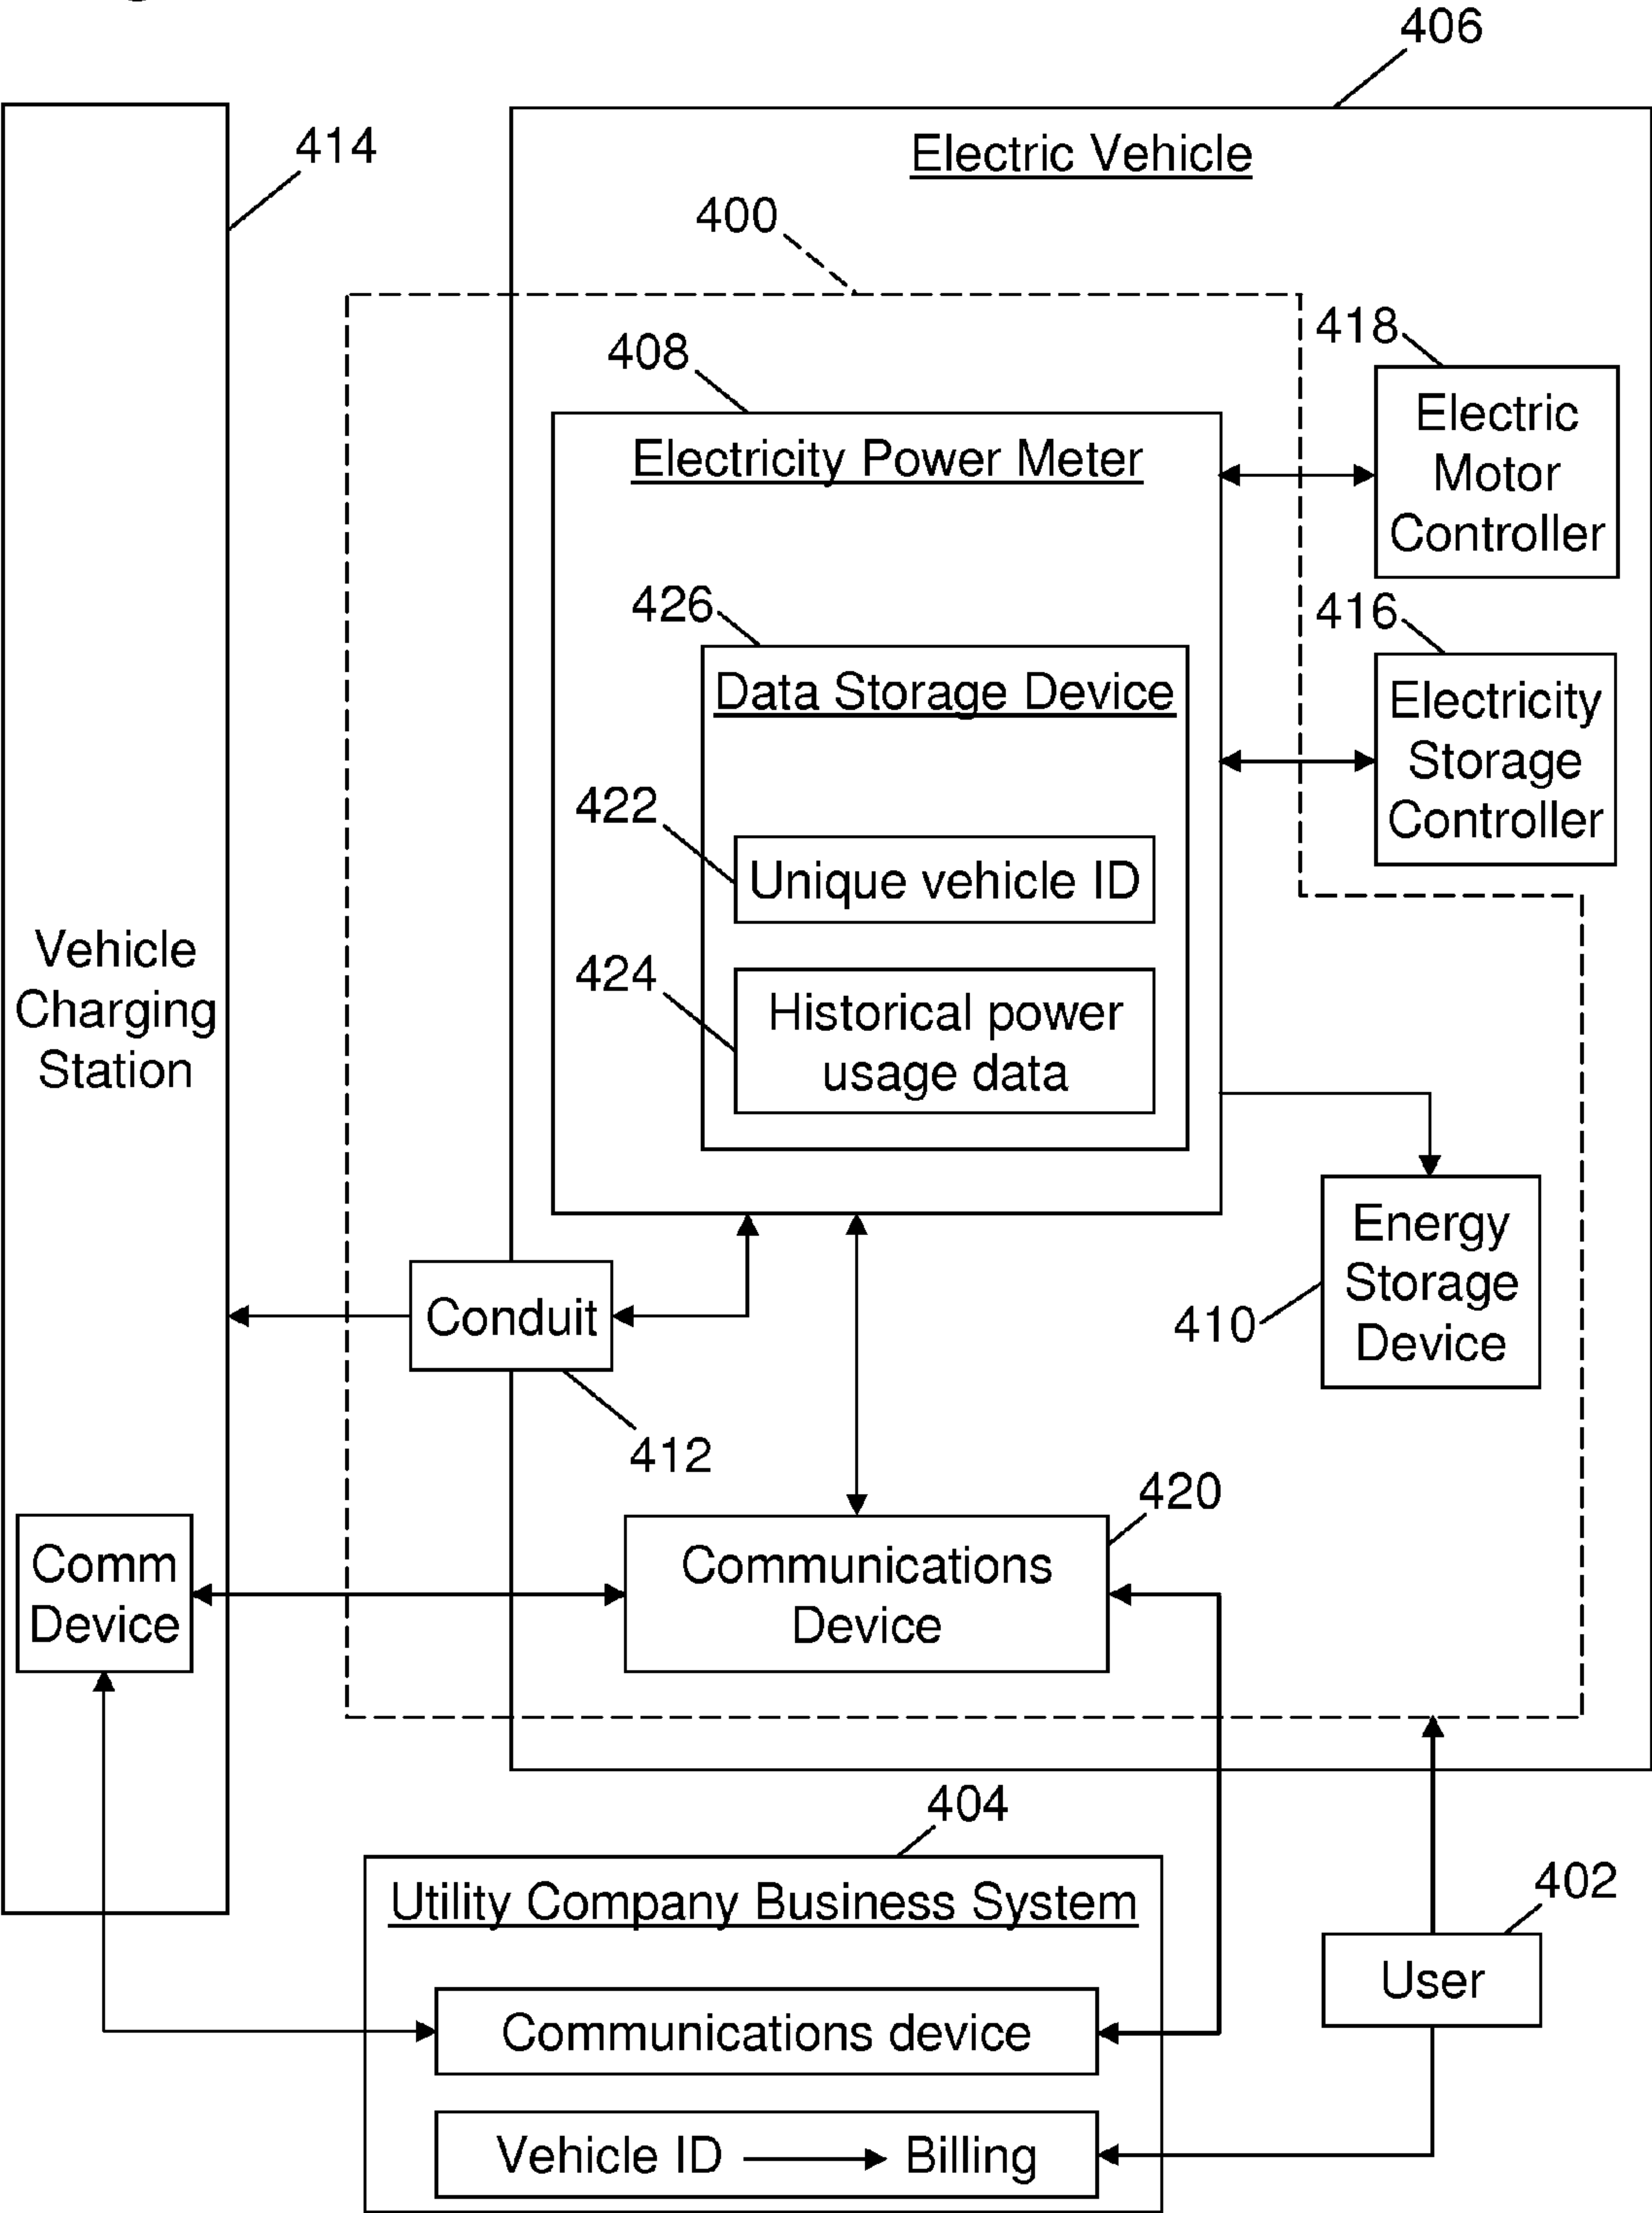 406
414
Electric Vehicle
400
418
408
Electric
Motor
Controller
Electricity Power Meter
426
416
Data Storage Device
Electricity
Storage
Controller
422
Unique vehicle ID
Vehicle
Charging
Station
424
Historical power
usage data
Energy
Storage
Device
410
Conduit
412
420
Comm
Device
Communications
Device
404
402
Utility Company Business System
User
Communications device
Vehicle ID
Billing